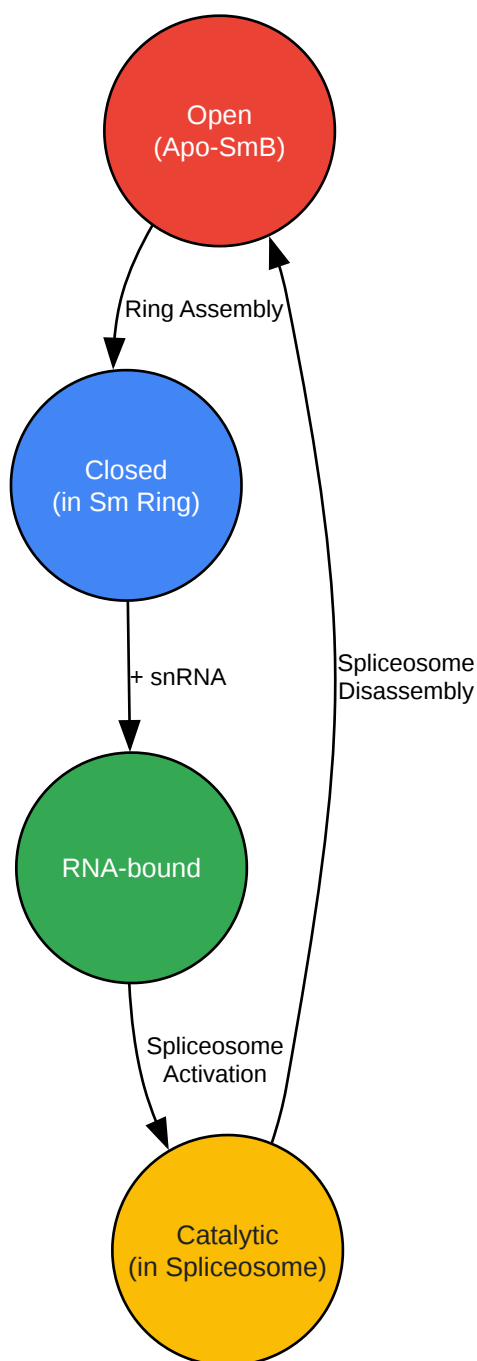 Open
(Apo-SmB)
Ring Assembly
Closed
(in Sm Ring)
+ snRNA
Spliceosome
Disassembly
RNA-bound
Spliceosome
Activation
Catalytic
(in Spliceosome)